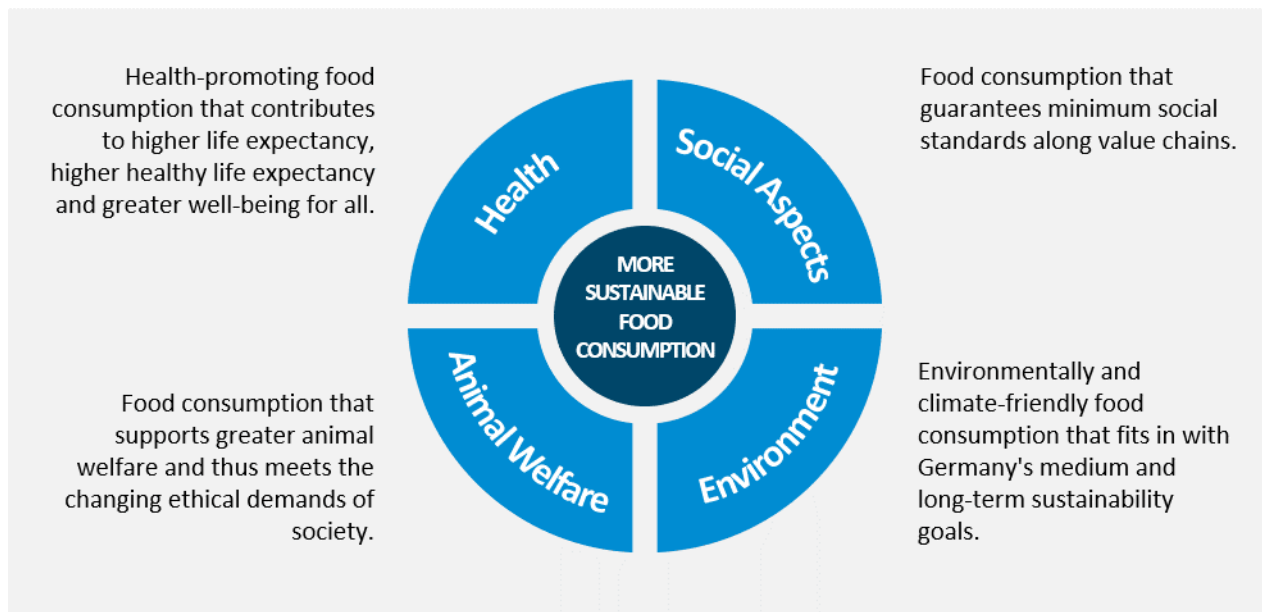 Health-promoting food
consumption that contributes
to higher life expectancy,
higher healthy life expectancy
and greater well-being for all.
Health
Social Aspects
Food consumption that
guarantees minimum social
standards along value chains.
MORE
SUSTAINABLE
FOOD
CONSUMPTION
Food consumption that
supports greater animal
welfare and thus meets the
changing ethical demands of
society.
Animal Welfare
Environment
Environmentally and
climate-friendly food
consumption that fits in with
Germany's medium and
long-term sustainability
goals.